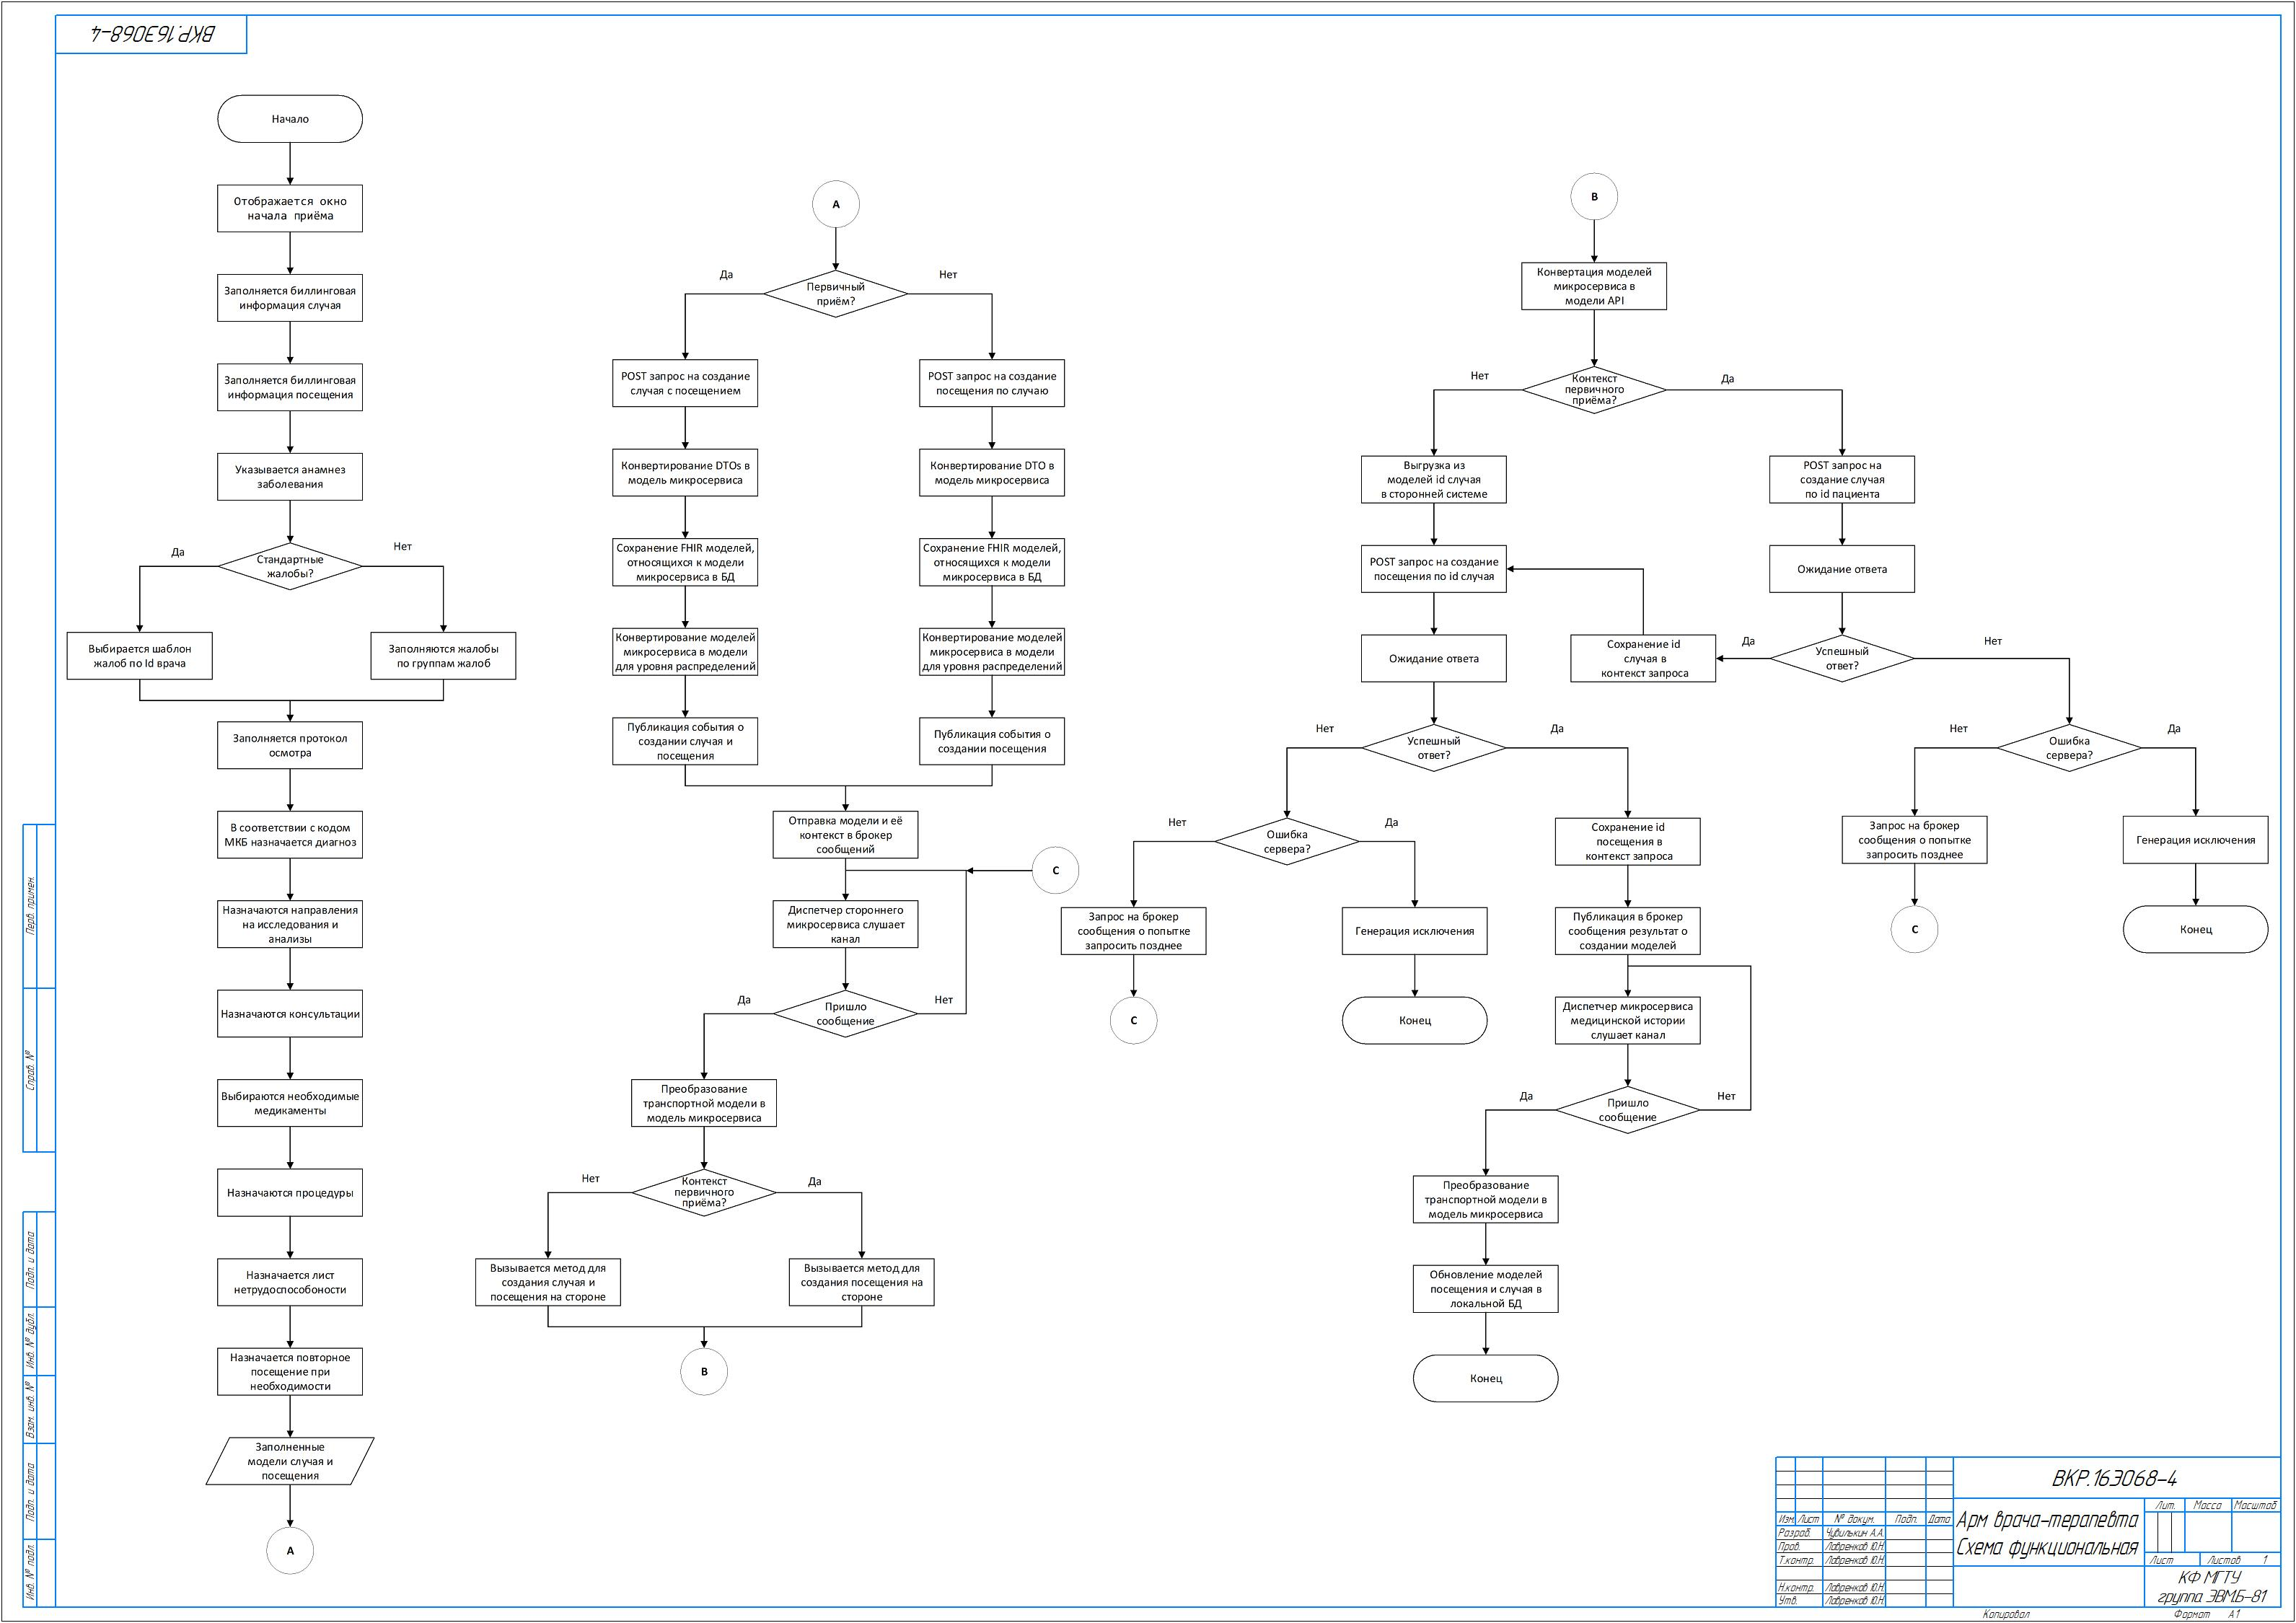 ВКР.163068-4
Начало
Отображается окно
начала приёма
Заполняется биллинговая
информация случая
Заполняется биллинговая
информация посещения
Указывается анамнез
заболевания
Стандартные
жалобы?
Да
Нет
Выбирается шаблон
жалоб по Id врача
Заполняются жалобы
по группам жалоб
Заполняется протокол
осмотра
В соответствии с кодом
МКБ назначается диагноз
Назначаются направления
на исследования и
анализы
Назначаются консультации
Выбираются необходимые
медикаменты
Назначаются процедуры
Назначается лист
нетрудоспособоности
Назначается повторное
посещение при
необходимости
Заполненные
модели случая и
посещения
А
А
Первичный
приём?
Да
Нет
POST запрос на создание
случая с посещением
Конвертирование DTOs в
модель микросервиса
Сохранение FHIR моделей,
относящихся к модели
микросервиса в БД
Конвертирование моделей
микросервиса в модели
для уровня распределений
Публикация события о
создании случая и
посещения
POST запрос на создание
посещения по случаю
Конвертирование DTO в
модель микросервиса
Сохранение FHIR моделей,
относящихся к модели
микросервиса в БД
Конвертирование моделей
микросервиса в модели
для уровня распределений
Публикация события о
создании посещения
Отправка модели и её
контекст в брокер
сообщений
С
Диспетчер стороннего
микросервиса слушает
канал
Пришло
сообщение
Да
Нет
Преобразование
транспортной модели в
модель микросервиса
Контекст
первичного
приёма?
Нет
Да
Вызывается метод для
создания случая и
посещения на стороне
Вызывается метод для
создания посещения на
стороне
В
В
Конвертация моделей
микросервиса в
модели API
Контекст
первичного
приёма?
Нет
Да
Выгрузка из
моделей id случая
в сторонней системе
POST запрос на создание
посещения по id случая
Ожидание ответа
Успешный
ответ?
Нет
Да
Ошибка
сервера?
Нет
Да
Запрос на брокер
сообщения о попытке
запросить позднее
С
Генерация исключения
Конец
Сохранение id
посещения в
контекст запроса
Публикация в брокер
сообщения результат о
создании моделей
Диспетчер микросервиса
медицинской истории
слушает канал
Пришло
сообщение
Да
Нет
Преобразование
транспортной модели в
модель микросервиса
Обновление моделей
посещения и случая в
локальной БД
Конец
POST запрос на
создание случая
по id пациента
Ожидание ответа
Успешный
ответ?
Да
Нет
Сохранение id
случая в
контекст запроса
Ошибка
сервера?
Нет
Да
Запрос на брокер
сообщения о попытке
запросить позднее
С
Генерация исключения
Конец
Перв. примен.
Справ. №
Подп. и дата
Инв. № дубл.
Взам. инв. №
Подп. и дата
Инв. № подл.
ВКР.163068-4
Изм. Лист № докум. Подп. Дата
Разраб. Чувилькин А.А.
Пров. Лавренков Ю.Н.
Т.контр. Лавренков Ю.Н.
Н.контр. Лавренков Ю.Н.
Утв. Лавренков Ю.Н.
Арм врача-терапевта
Схема функциональная
Лит. Масса Масштаб
Лист Листов 1
КФ МГТУ
группа ЭВМ.Б-81
Копировал Формат А1